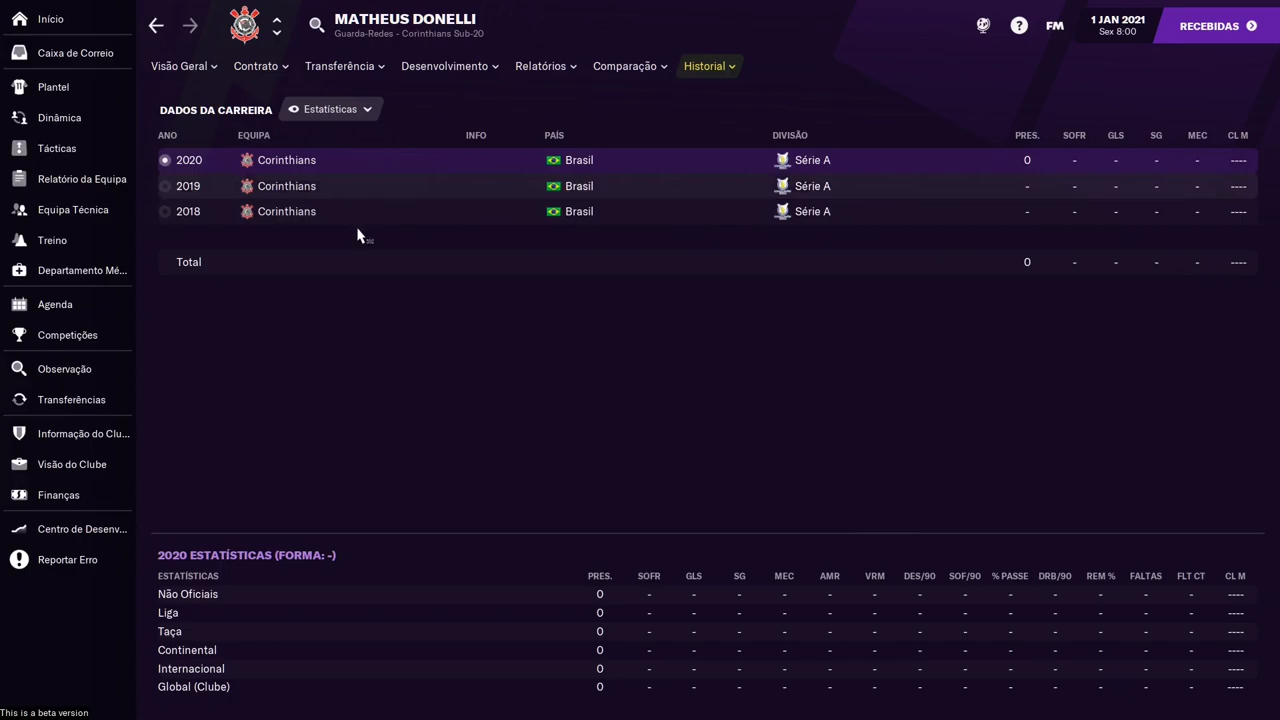 Início
Caixa de Correio
Plantel
Dinâmica
Tácticas
Relatório da Equipa
Equipa Técnica
Treino
Departamento Mé...
Agenda
Competições
Observação
Transferências
Informação do Clu...
Visão do Clube
Finanças
Centro de Desenv...
Reportar Erro
This is a beta version
MATHEUS DONELLI
Guarda-Redes - Corinthians Sub-20
? FM 1 JAN 2021 RECEBIDAS
Sex 8:00
Visão Geral Contrato Transferência Desenvolvimento Relatórios Comparação Historial
DADOS DA CARREIRA Estatísticas
ANO EQUIPA INFO PAÍS DIVISÃO PRES. SOFR GLS SG MEC CL M
2020 Corinthians Brasil Série A 0 - - - - ----
2019 Corinthians Brasil Série A - - - - - ----
2018 Corinthians Brasil Série A - - - - - ----
Total 0 - - - - ----
2020 ESTATÍSTICAS (FORMA: -)
ESTATÍSTICAS PRES. SOFR GLS SG MEC AMR VRM DES/90 SOF/90 % PASSE DRB/90 REM % FALTAS FLT CT CL M
Não Oficiais 0 - - - - - - - - - - - - - ----
Liga 0 - - - - - - - - - - - - - ----
Taça 0 - - - - - - - - - - - - - ----
Continental 0 - - - - - - - - - - - - - ----
Internacional 0 - - - - - - - - - - - - - ----
Global (Clube) 0 - - - - - - - - - - - - - ----